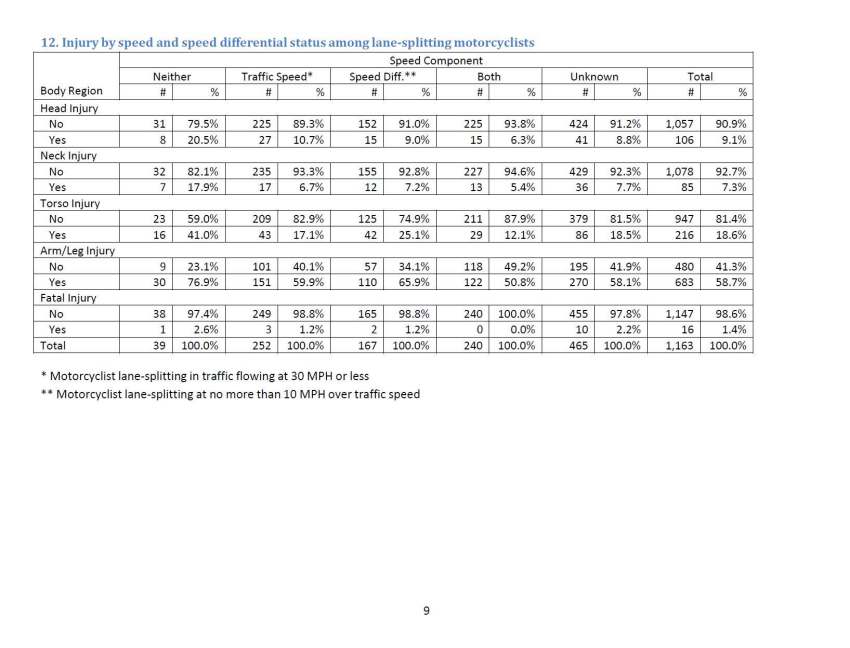 12. Injury by speed and speed differential status among lane-splitting motorcyclists
Speed Component
Neither Traffic Speed* Speed Diff.** Both Unknown Total
Body Region # % # % # % # % # % # %
Head Injury
No 31 79.5% 225 89.3% 152 91.0% 225 93.8% 424 91.2% 1,057 90.9%
Yes 8 20.5% 27 10.7% 15 9.0% 15 6.3% 41 8.8% 106 9.1%
Neck Injury
No 32 82.1% 235 93.3% 155 92.8% 227 94.6% 429 92.3% 1,078 92.7%
Yes 7 17.9% 17 6.7% 12 7.2% 13 5.4% 36 7.7% 85 7.3%
Torso Injury
No 23 59.0% 209 82.9% 125 74.9% 211 87.9% 379 81.5% 947 81.4%
Yes 16 41.0% 43 17.1% 42 25.1% 29 12.1% 86 18.5% 216 18.6%
Arm/Leg Injury
No 9 23.1% 101 40.1% 57 34.1% 118 49.2% 195 41.9% 480 41.3%
Yes 30 76.9% 151 59.9% 110 65.9% 122 50.8% 270 58.1% 683 58.7%
Fatal Injury
No 38 97.4% 249 98.8% 165 98.8% 240 100.0% 455 97.8% 1,147 98.6%
Yes 1 2.6% 3 1.2% 2 1.2% 0 0.0% 10 2.2% 16 1.4%
Total 39 100.0% 252 100.0% 167 100.0% 240 100.0% 465 100.0% 1,163 100.0%
* Motorcyclist lane-splitting in traffic flowing at 30 MPH or less
** Motorcyclist lane-splitting at no more than 10 MPH over traffic speed
9